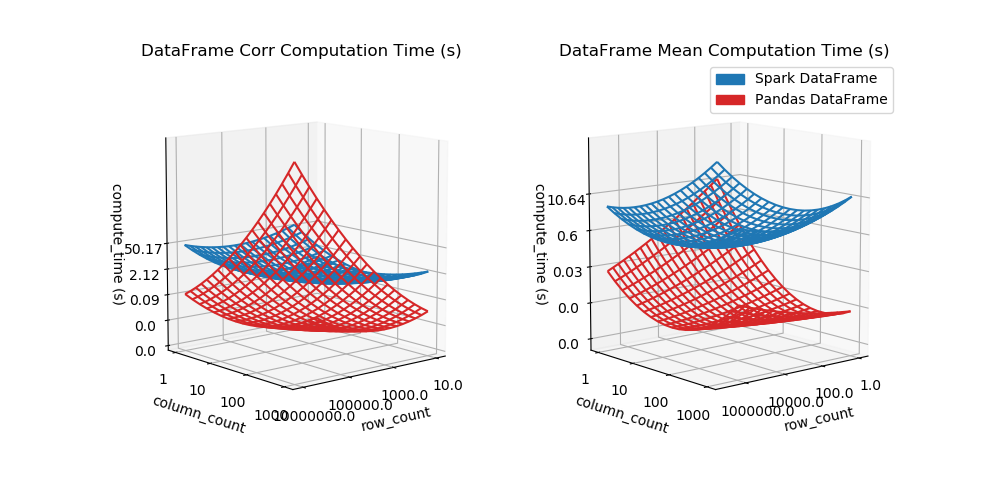 DataFrame Corr Computation Time (s)
compute_time (s)
50.17
2.12
0.09
0.0
0.0
1
10
100
1000
column_count
10000000.0
100000.0
1000.0
10.0
row_count
DataFrame Mean Computation Time (s)
Spark DataFrame
Pandas DataFrame
compute_time (s)
10.64
0.6
0.03
0.0
0.0
1
10
100
1000
column_count
1000000.0
10000.0
100.0
1.0
row_count